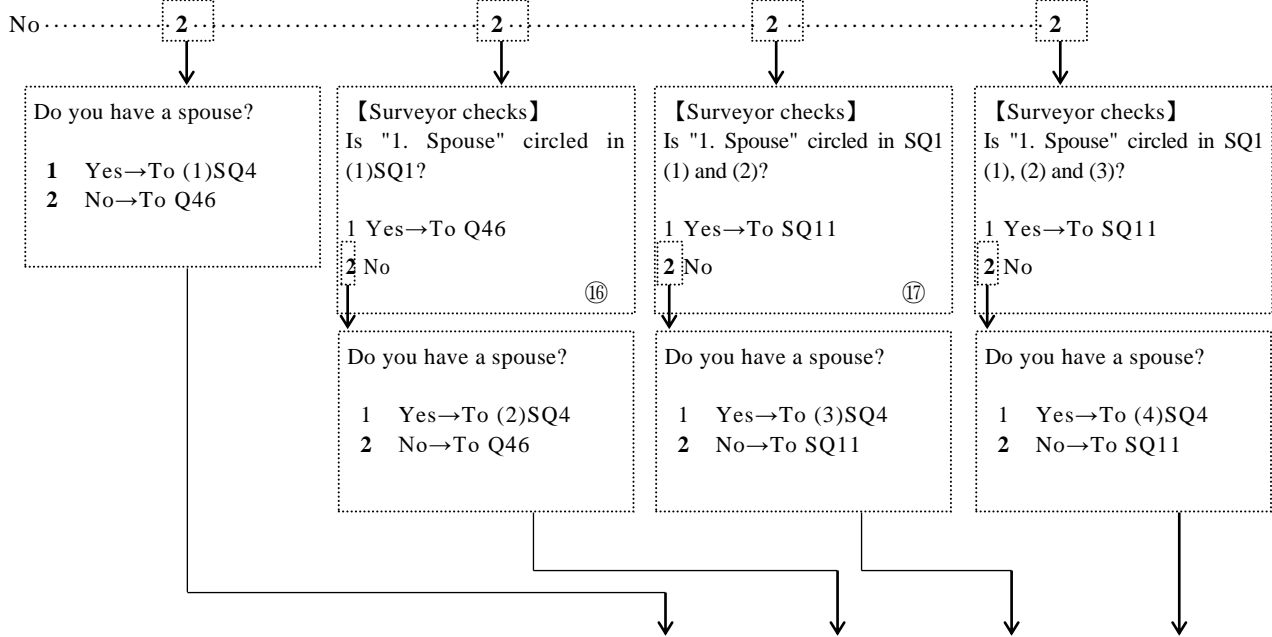 No 2 2 2 2
Do you have a spouse?
1 Yes→To (1)SQ4
2 No→To Q46
【Surveyor checks】
Is "1. Spouse" circled in
(1)SQ1?
1 Yes→To Q46
2 No
⑯
【Surveyor checks】
Is "1. Spouse" circled in SQ1
(1) and (2)?
1 Yes→To SQ11
2 No
⑰
【Surveyor checks】
Is "1. Spouse" circled in SQ1
(1), (2) and (3)?
1 Yes→To SQ11
2 No
Do you have a spouse?
1 Yes→To (2)SQ4
2 No→To Q46
Do you have a spouse?
1 Yes→To (3)SQ4
2 No→To SQ11
Do you have a spouse?
1 Yes→To (4)SQ4
2 No→To SQ11